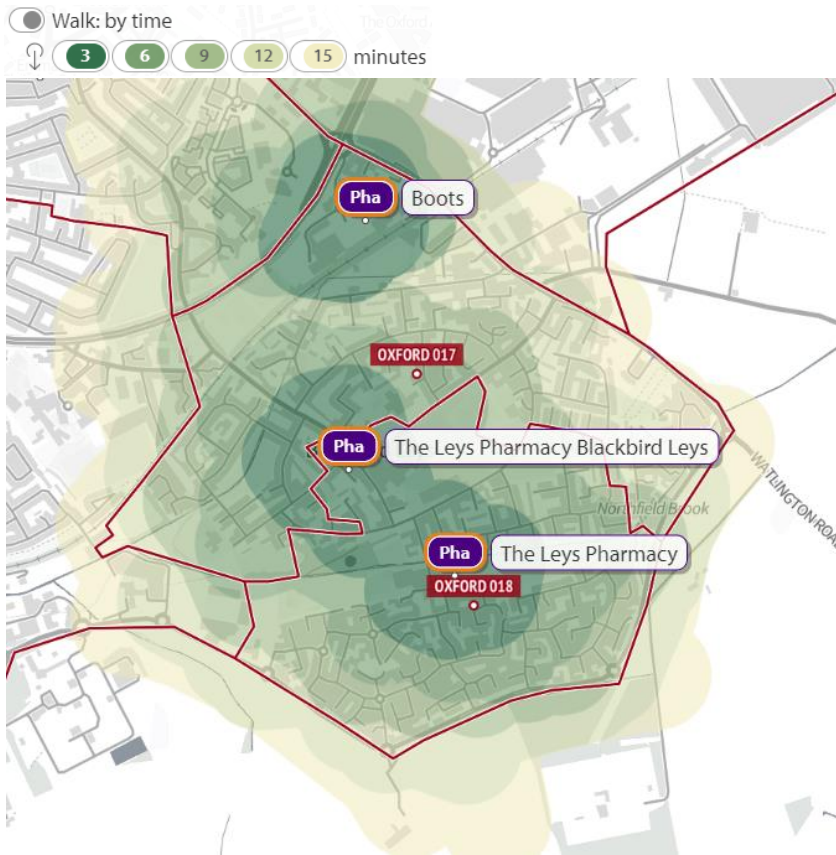 Walk: by time
3 6 9 12 15 minutes
Pha Boots
OXFORD 017
Pha The Leys Pharmacy Blackbird Leys
Northfield Brook
WATLINGTON ROAD
Pha The Leys Pharmacy
OXFORD 018